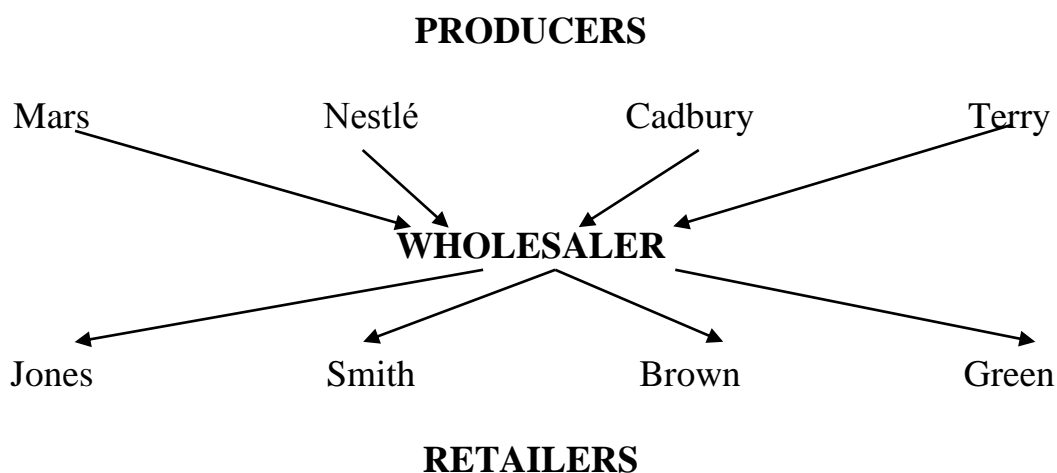 PRODUCERS
Mars Nestlé Cadbury Terry
WHOLESALER
Jones Smith Brown Green
RETAILERS